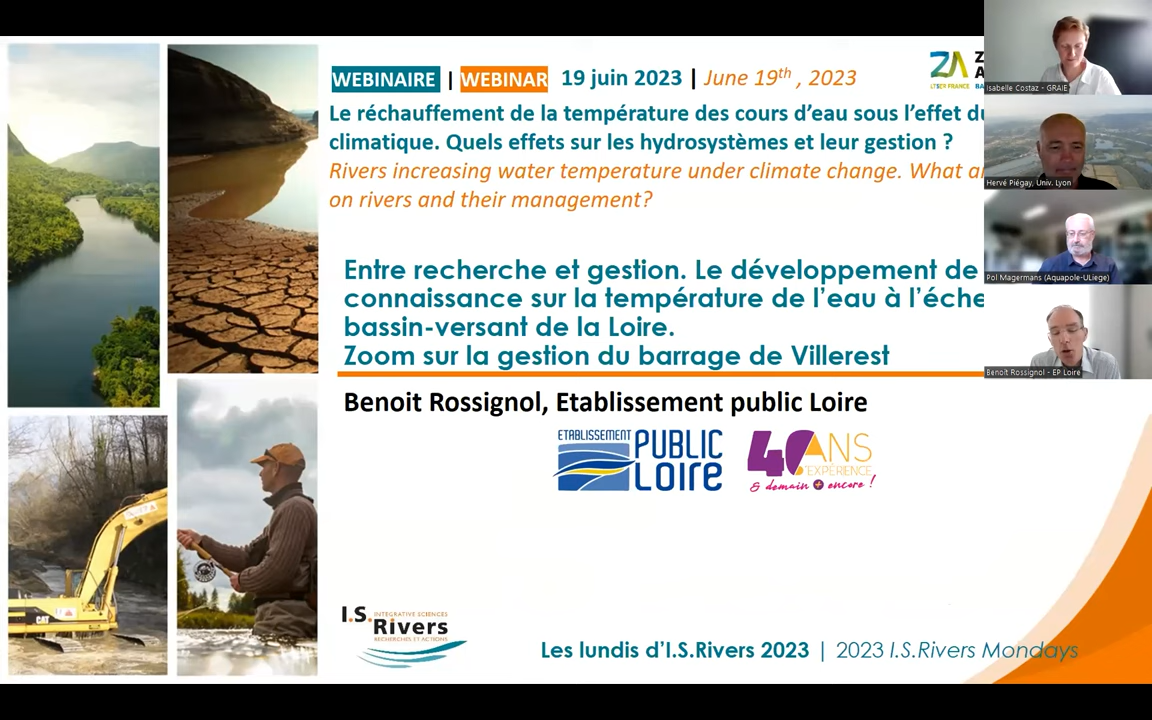 WEBINAIRE | WEBINAR 19 juin 2023 | June 19th , 2023
Le réchauffement de la température des cours d'eau sous l'effet du
climatique. Quels effets sur les hydrosystèmes et leur gestion ?
Rivers increasing water temperature under climate change. What
on rivers and their management?
Entre recherche et gestion. Le développement de
connaissance sur la température de l'eau à l'éche
bassin-versant de la Loire.
Zoom sur la gestion du barrage de Villerest
Benoit Rossignol, Etablissement public Loire
ETABLISSEMENT PUBLIC
LOIRE
40 ANS
D'EXPÉRIENCE
& demain + encore !
I.S. INTEGRATIVE SCIENCES
Rivers
RECHERCHES ET ACTIONS
Les lundis d'I.S.Rivers 2023 | 2023 I.S.Rivers Mondays
ZA
LTSER FRANCE
Isabelle Costaz - GRAIE
Hervé Piégay, Univ. Lyon
Pol Magermans (Aquapole-ULiege)
Benoît Rossignol - EP Loire
CAT